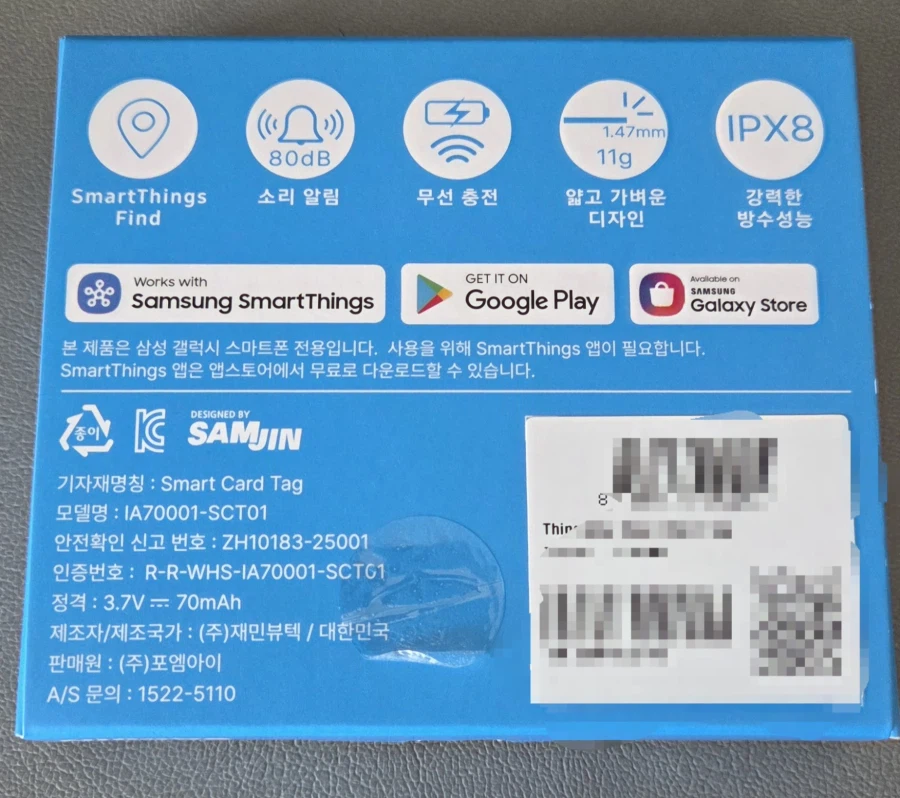 80dB
1.47mm
11g
IPX8
SmartThings
Find
소리 알림
무선 충전
얇고 가벼운
디자인
강력한
방수성능
Works with
Samsung SmartThings
GET IT ON
Google Play
Available on
SAMSUNG
Galaxy Store
본 제품은 삼성 갤럭시 스마트폰 전용입니다. 사용을 위해 SmartThings 앱이 필요합니다.
SmartThings 앱은 앱스토어에서 무료로 다운로드할 수 있습니다.
종이
DESIGNED BY
SAMJIN
기자재명칭 : Smart Card Tag
모델명 : IA70001-SCT01
안전확인 신고 번호 : ZH10183-25001
인증번호 : R-R-WHS-IA70001-SCT01
정격 : 3.7V ⎓ 70mAh
제조자/제조국가 : (주)재민뷰텍 / 대한민국
판매원 : (주)포엠아이
A/S 문의 : 1522-5110
8